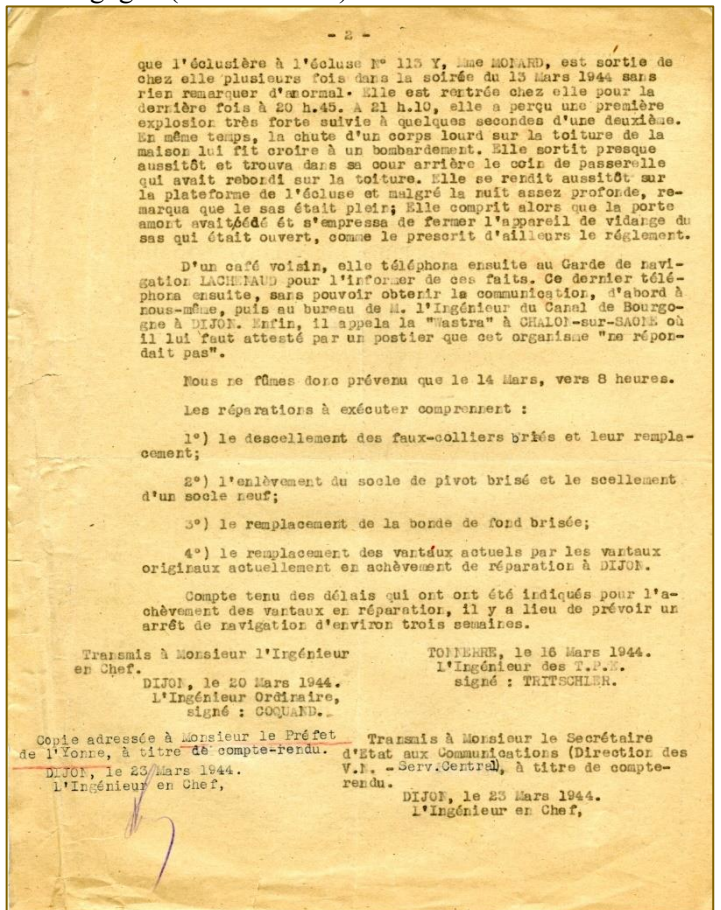 - 2 -
que l'éclusière à l'écluse N° 113 Y, Mme MONARD, est sortie de
chez elle plusieurs fois dans la soirée du 13 Mars 1944 sans
rien remarquer d'anormal. Elle est rentrée chez elle pour la
dernière fois à 20 h.45. A 21 h.10, elle a perçu une première
explosion très forte suivie à quelques secondes d'une deuxième.
En même temps, la chute d'un corps lourd sur la toiture de la
maison lui fit croire à un bombardement. Elle sortit presque
aussitôt et trouva dans sa cour arrière le coin de passerelle
qui avait rebondi sur la toiture. Elle se rendit aussitôt sur
la plateforme de l'écluse et malgré la nuit assez profonde, re-
marqua que le sas était plein; Elle comprit alors que la porte
amont avait cédé ét s'empressa de fermer l'appareil de vidange du
sas qui était ouvert, comme le prescrit d'ailleurs le réglement.
D'un café voisin, elle téléphona ensuite au Garde de navi-
gation LACHENAUD pour l'informer de ces faits. Ce dernier télé-
phona ensuite, sans pouvoir obtenir la communication, d'abord à
nous-même, puis au bureau de M. l'Ingénieur du Canal de Bourgo-
gne à DIJON. Enfin, il appela la "Wastra" à CHALON-sur-SAONE où
il lui faut attesté par un postier que cet organisme "ne répon-
dait pas".
Nous ne fûmes donc prévenu que le 14 Mars, vers 8 heures.
Les réparations à exécuter comprennent :
1°) le descellement des faux-colliers briés et leur rempla-
cement;
2°) l'enlèvement du socle de pivot brisé et le scellement
d'un socle neuf;
3°) le remplacement de la bonde de fond brisée;
4°) le remplacement des vantaux actuels par les vantaux
originaux actuellement en achèvement de réparation à DIJON.
Compte tenu des délais qui ont ont été indiqués pour l'a-
chèvement des vantaux en réparation, il y a lieu de prévoir un
arrêt de navigation d'environ trois semaines.
Transmis à Monsieur l'Ingénieur
en Chef.
DIJON, le 20 Mars 1944.
L'Ingénieur Ordinaire,
signé : COQUAND.
TONNERRE, le 16 Mars 1944.
L'Ingénieur des T.P.E.
signé : TRITSCHLER.
Copie adressée à Monsieur le Préfet
de l'Yonne, à titre de compte-rendu.
DIJON, le 23 Mars 1944.
L'Ingénieur en Chef,
Transmis à Monsieur le Secrétaire
d'Etat aux Communications (Direction des
V.N. - Serv.Central), à titre de compte-
rendu.
DIJON, le 23 Mars 1944.
L'Ingénieur en Chef,